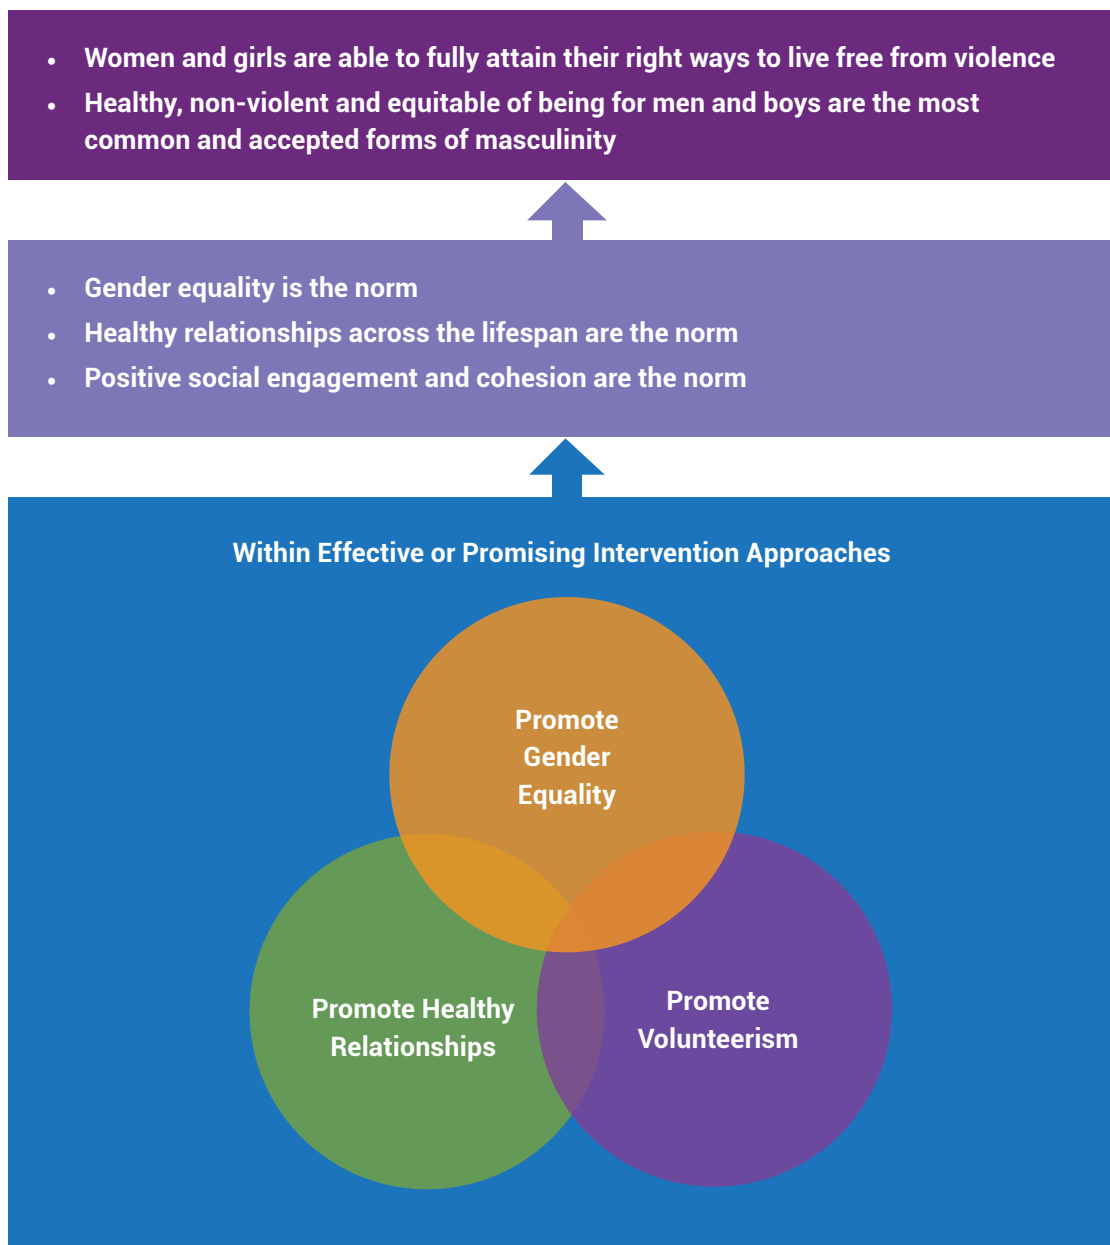 • Women and girls are able to fully attain their right ways to live free from violence
• Healthy, non-violent and equitable of being for men and boys are the most
common and accepted forms of masculinity
• Gender equality is the norm
• Healthy relationships across the lifespan are the norm
• Positive social engagement and cohesion are the norm
Within Effective or Promising Intervention Approaches
Promote
Gender
Equality
Promote Healthy
Relationships
Promote
Volunteerism